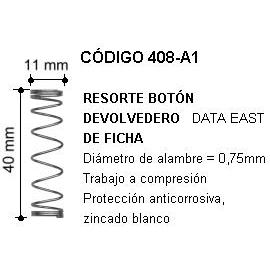 11 mm
CÓDIGO 408-A1
40 mm
RESORTE BOTÓN
DEVOLVEDERO DATA EAST
DE FICHA
Diámetro de alambre = 0,75mm
Trabajo a compresión
Protección anticorrosiva,
zincado blanco